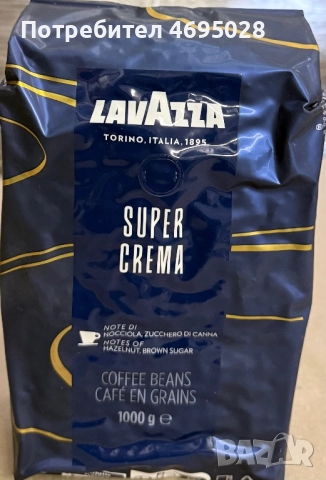 Потребител 4695028
LAVAZZA
TORINO, ITALIA, 1895
SUPER
CREMA
NOTE DI
NOCCIOLA, ZUCCHERO DI CANNA
NOTES OF
HAZELNUT, BROWN SUGAR
COFFEE BEANS
CAFÉ EN GRAINS
1000 g e
BAZAR